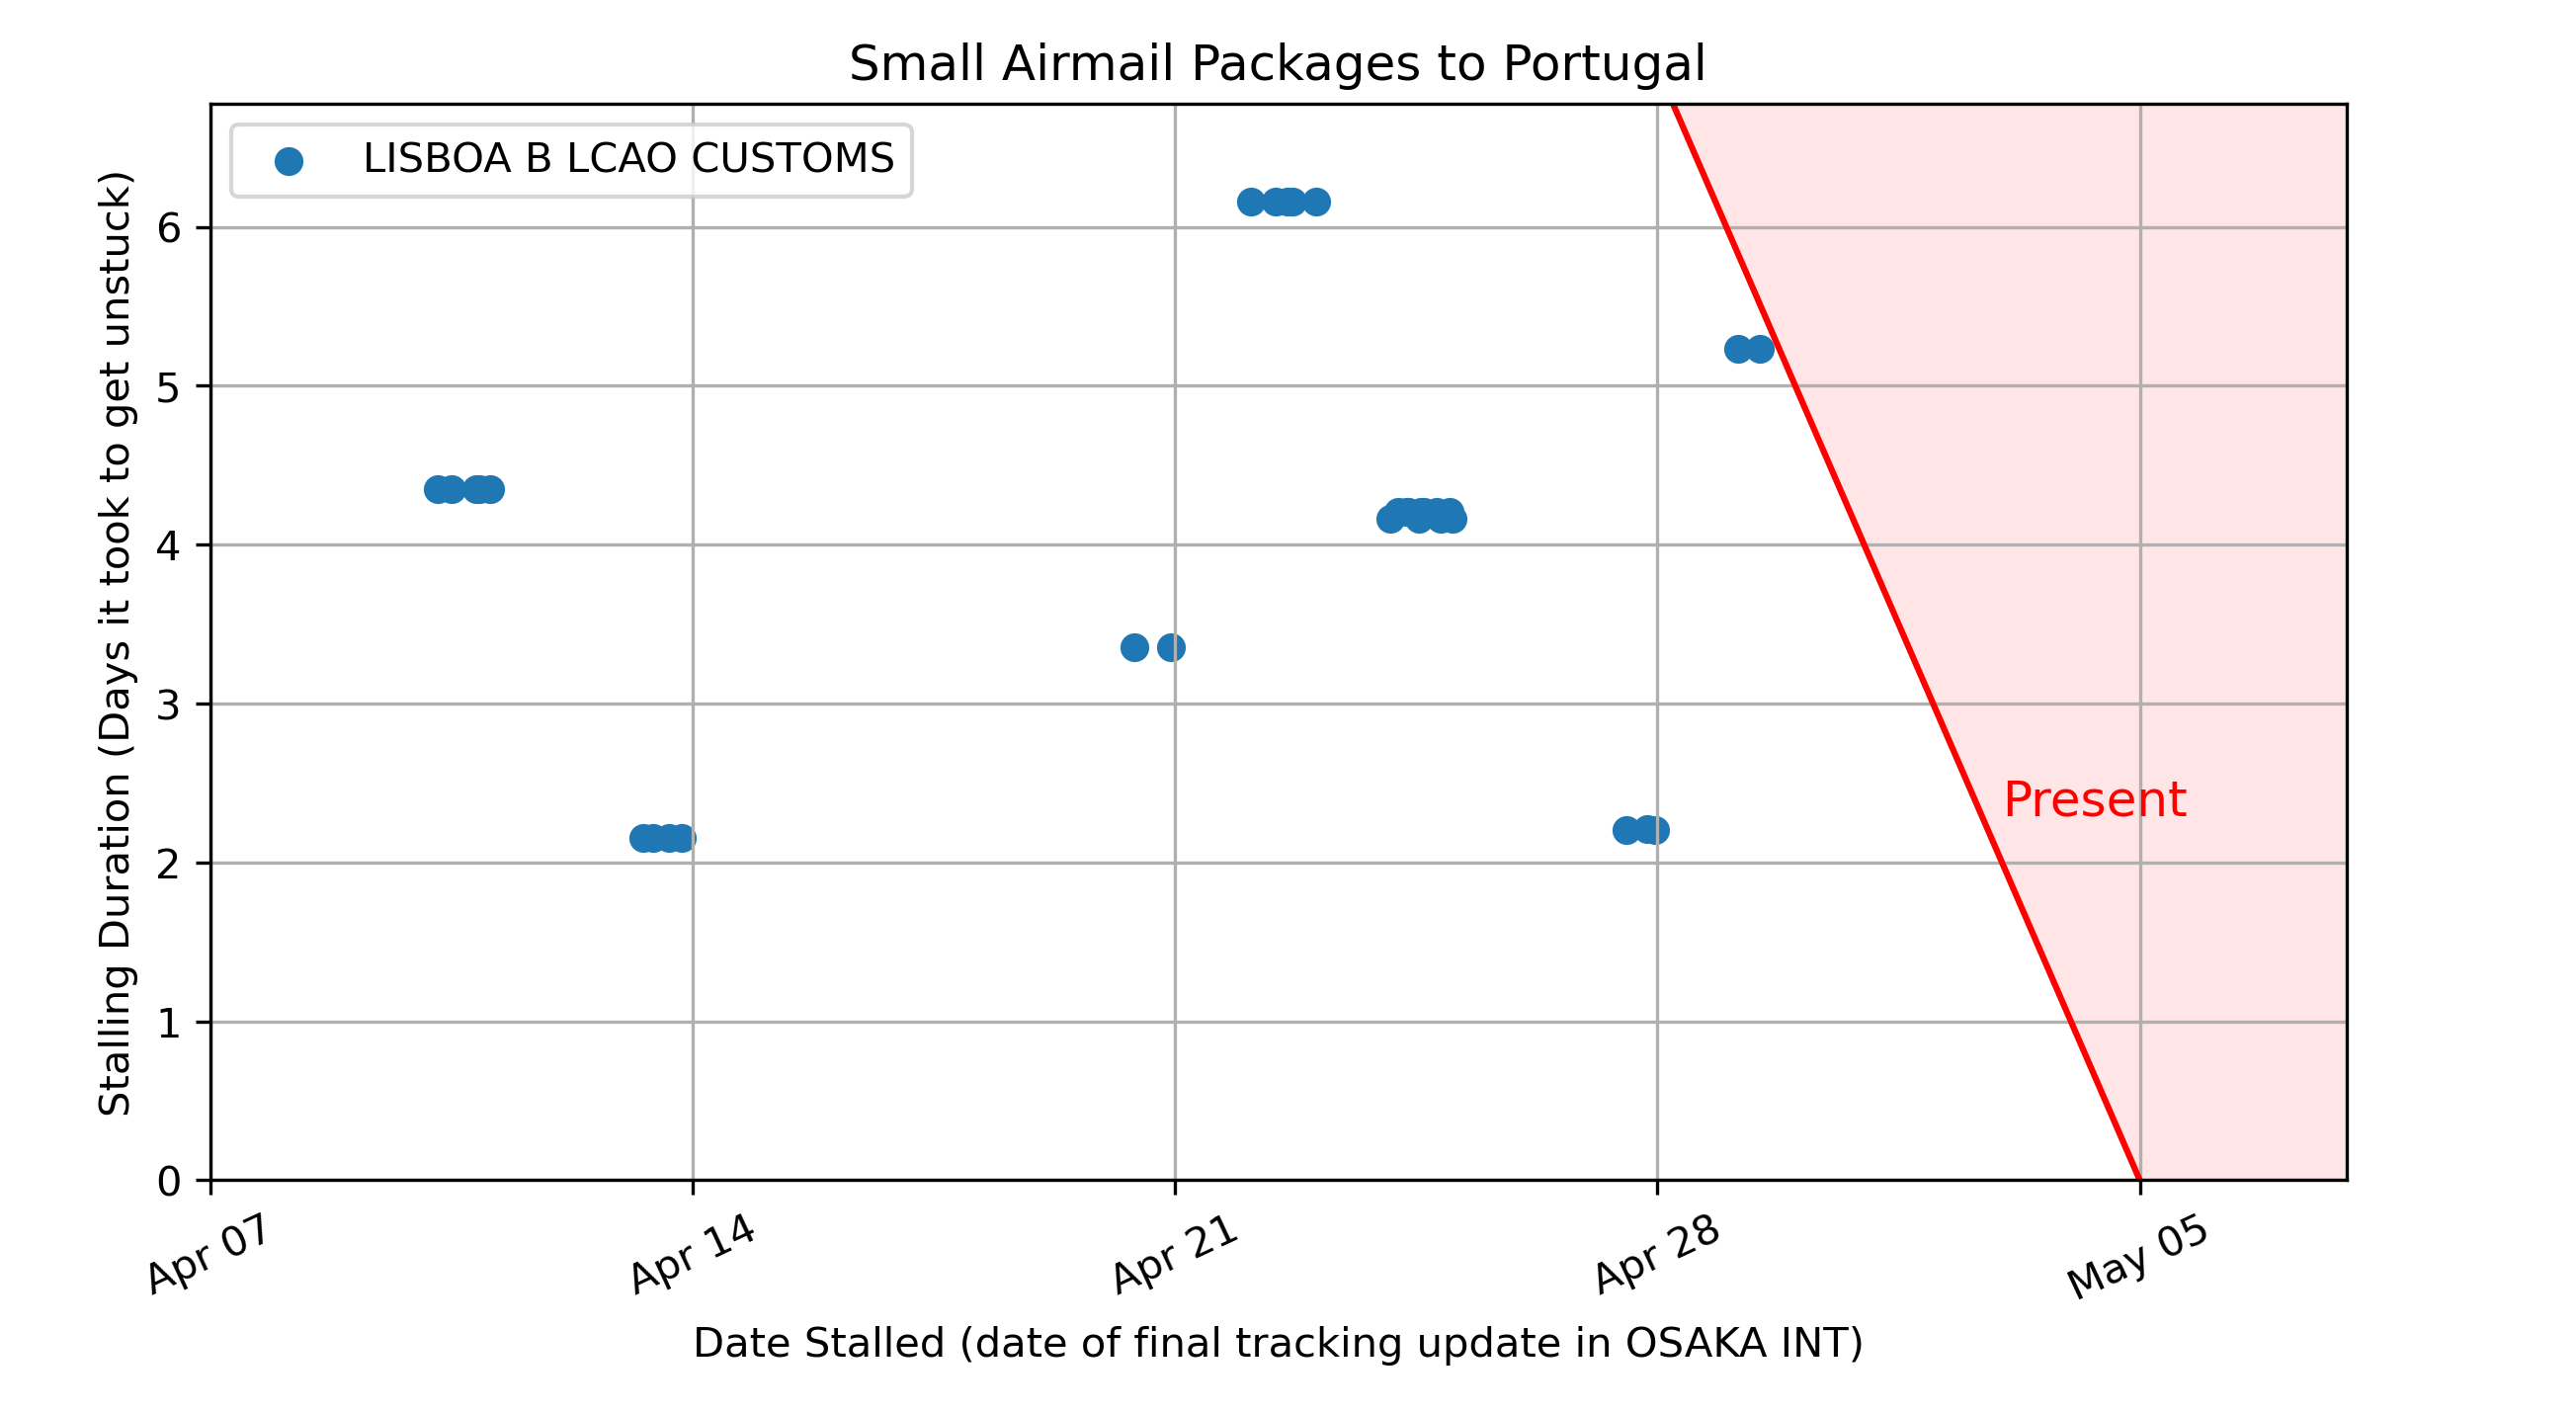 Small Airmail Packages to Portugal
LISBOA B LCAO CUSTOMS
Stalling Duration (Days it took to get unstuck)
6
5
4
3
2
1
0
Present
Apr 07
Apr 14
Apr 21
Apr 28
May 05
Date Stalled (date of final tracking update in OSAKA INT)